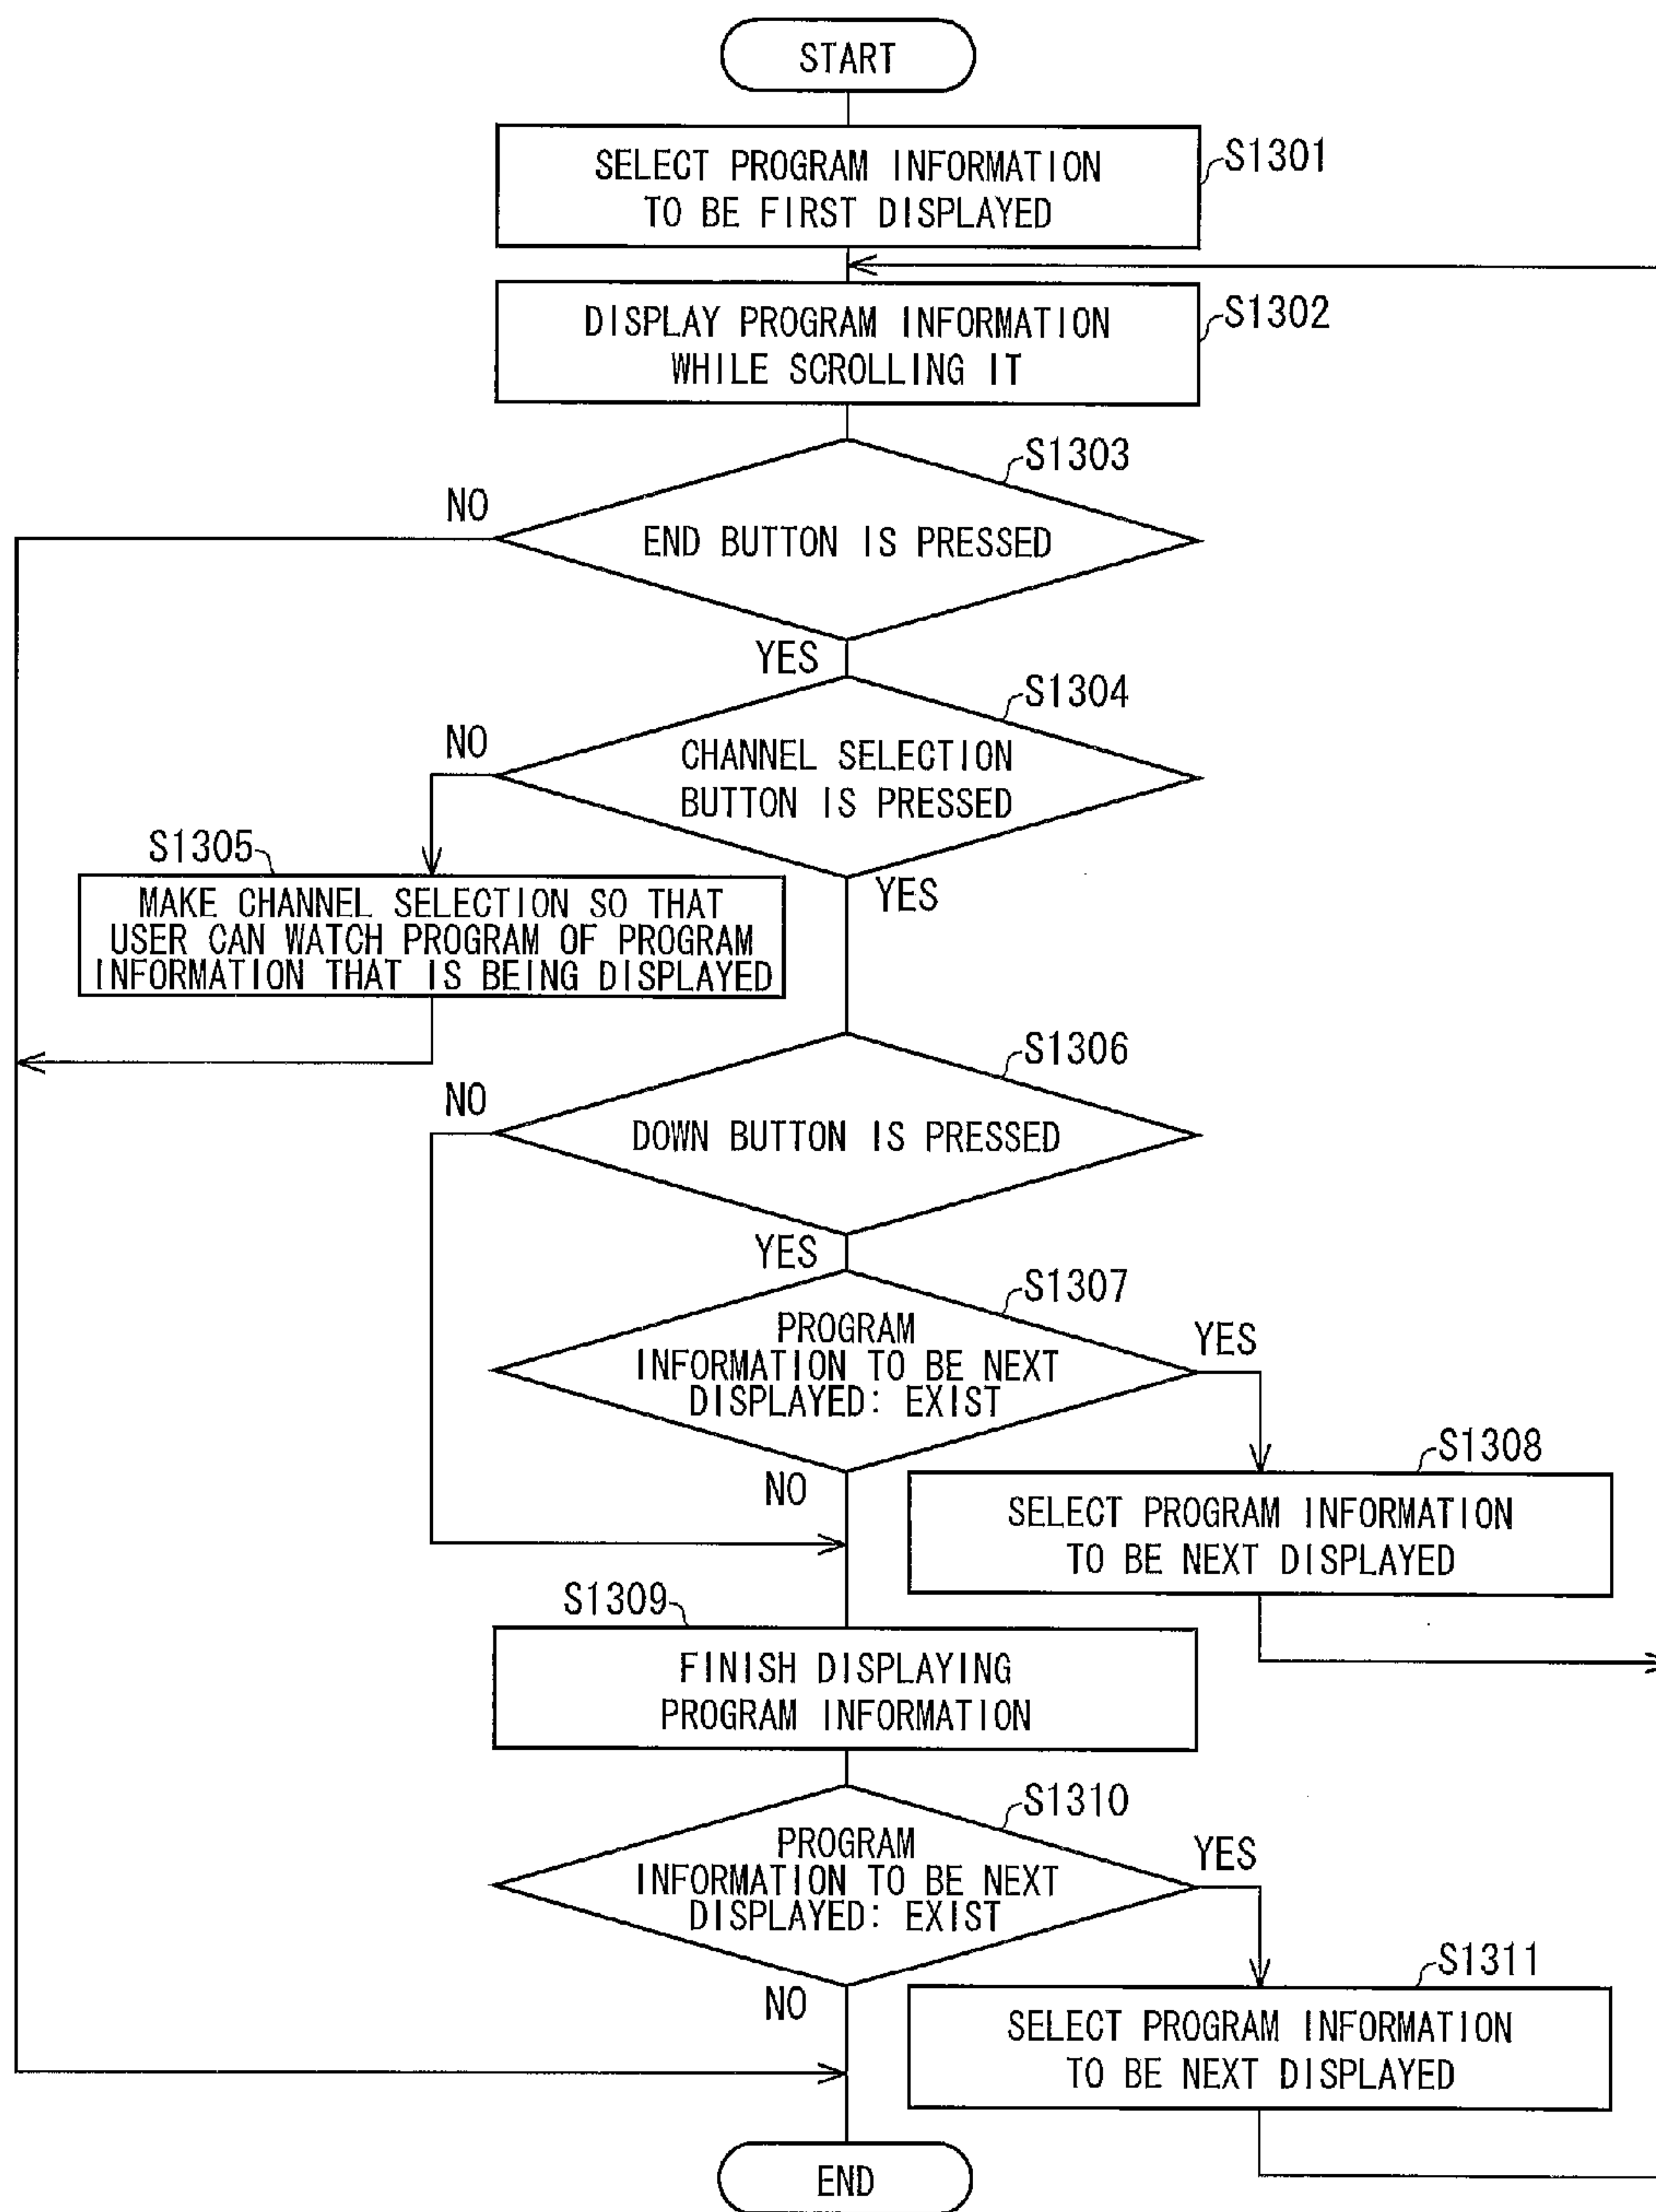 START
SELECT PROGRAM INFORMATION
TO BE FIRST DISPLAYED
S1301
DISPLAY PROGRAM INFORMATION
WHILE SCROLLING IT
S1302
S1303
NO
END BUTTON IS PRESSED
YES
S1304
NO
CHANNEL SELECTION
BUTTON IS PRESSED
YES
S1305
MAKE CHANNEL SELECTION SO THAT
USER CAN WATCH PROGRAM OF PROGRAM
INFORMATION THAT IS BEING DISPLAYED
S1306
NO
DOWN BUTTON IS PRESSED
YES
S1307
PROGRAM
INFORMATION TO BE NEXT
DISPLAYED: EXIST
YES
NO
S1308
SELECT PROGRAM INFORMATION
TO BE NEXT DISPLAYED
S1309
FINISH DISPLAYING
PROGRAM INFORMATION
S1310
PROGRAM
INFORMATION TO BE NEXT
DISPLAYED: EXIST
YES
NO
S1311
SELECT PROGRAM INFORMATION
TO BE NEXT DISPLAYED
END